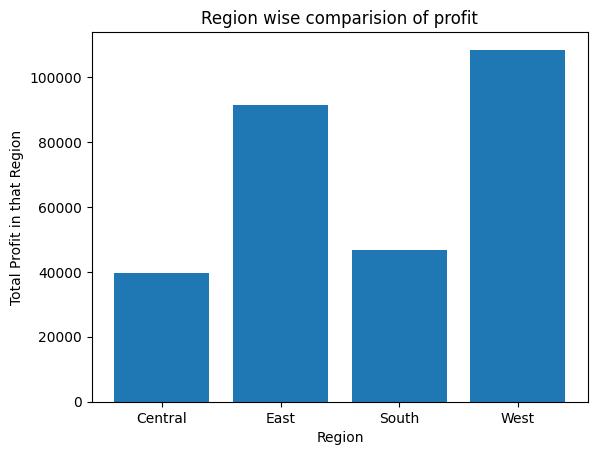 Region wise comparision of profit
Total Profit in that Region
100000
80000
60000
40000
20000
0
Central East South West
Region